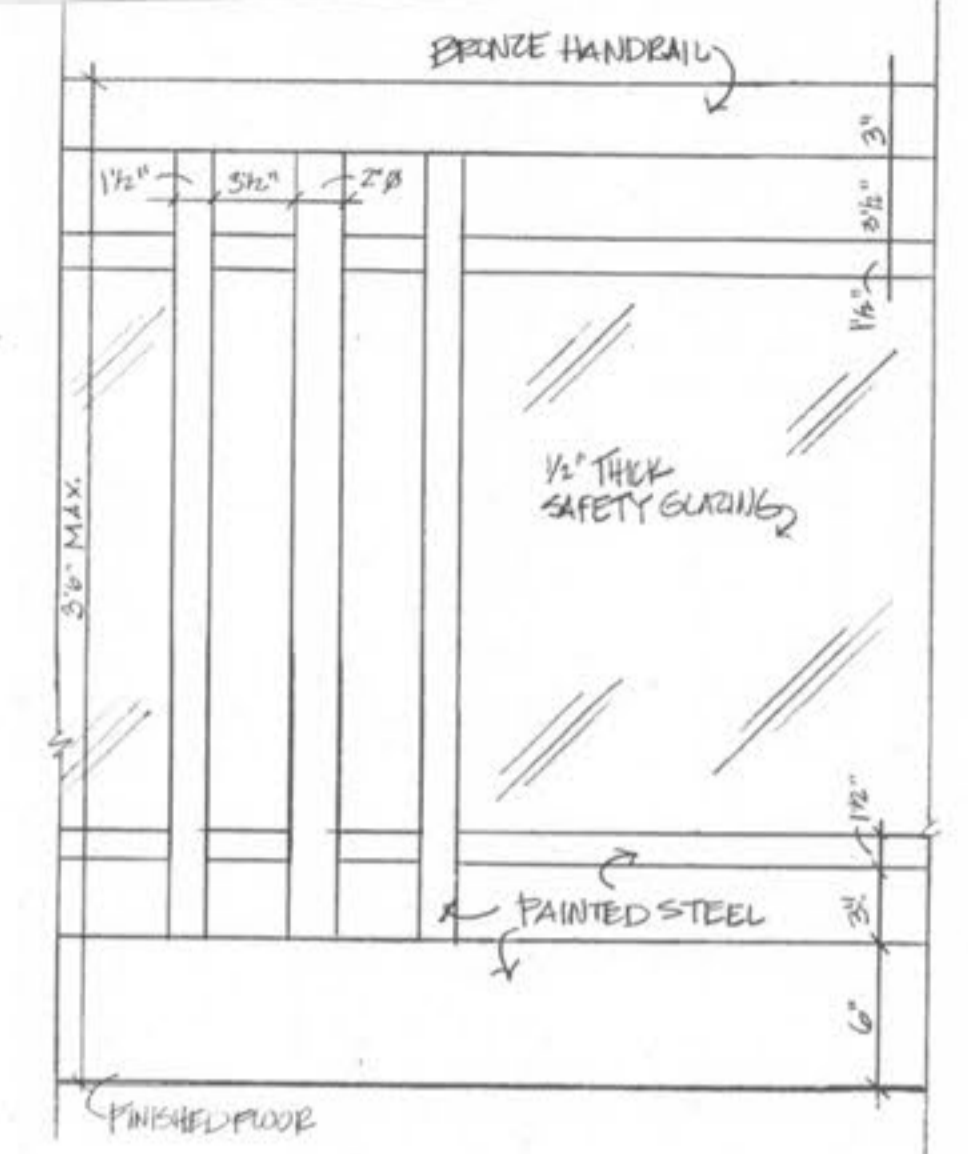 BRONZE HANDRAIL
3"
1½"
3½"
2"Ø
3½"
1½"
½" THICK
SAFETY GLAZING
3'6" MAX.
1½"
PAINTED STEEL
3"
6"
FINISHED FLOOR